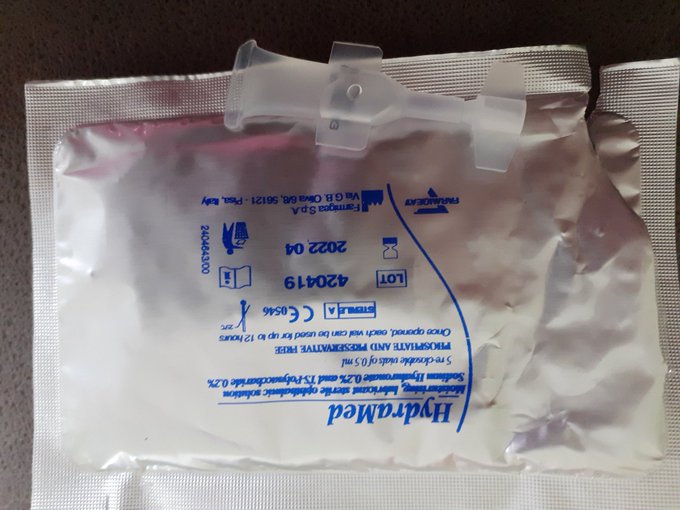 HydraMed
Moisturising, lubricant sterile ophthalmic solution
Sodium Hyaluronate 0.2% and TS-Polysaccharide 0.2%
5 re-closable vials of 0.5 ml
PHOSPHATE AND PRESERVATIVE FREE
Once opened, each vial can be used for up to 12 hours
25°C
STERILE A
CE 0546
LOT 420419
2022.04
2404643/00
Farmigea S.p.A.
Via G.B. Oliva 6/8, 56121 - Pisa, Italy
FARMIGEA